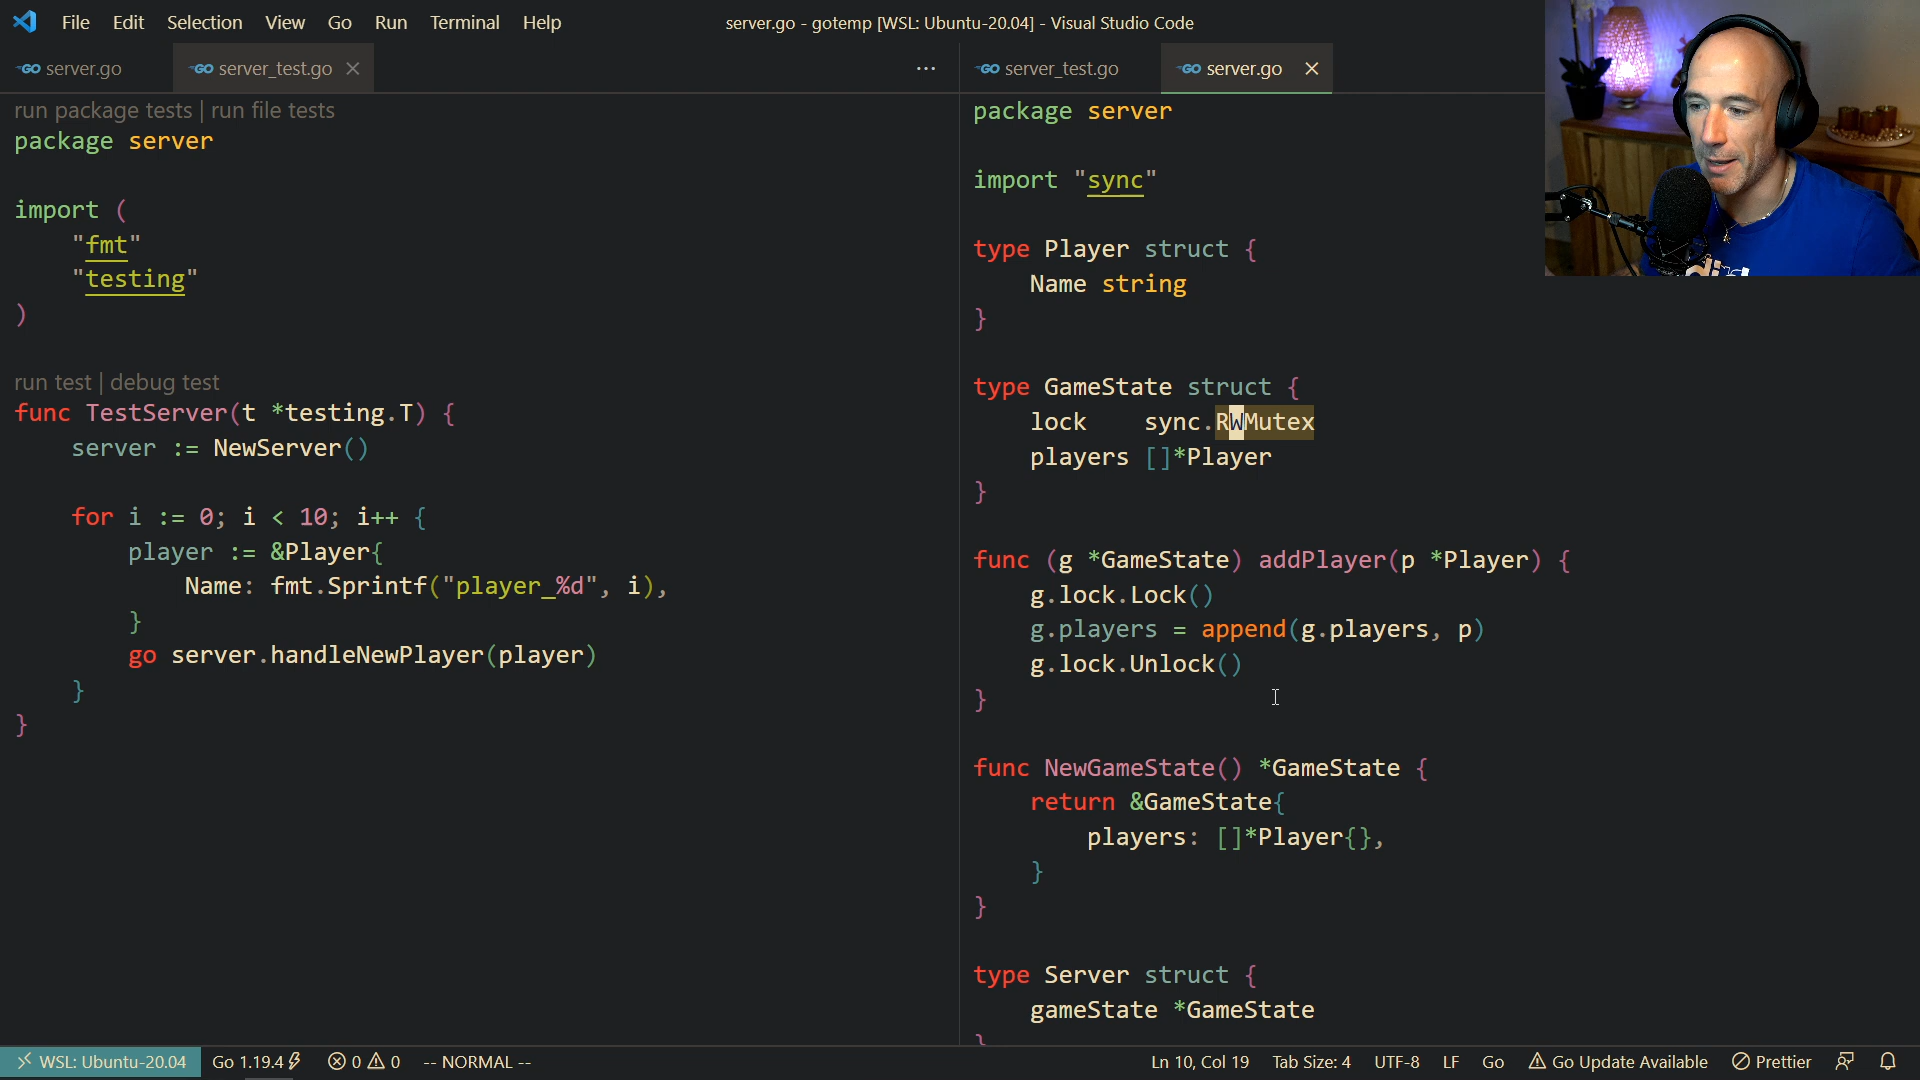 File Edit Selection View Go Run Terminal Help
server.go - gotemp [WSL: Ubuntu-20.04] - Visual Studio Code
GO server.go
GO server_test.go
run package tests | run file tests
package server
import (
"fmt"
"testing"
)
run test | debug test
func TestServer(t *testing.T) {
server := NewServer()
for i := 0; i < 10; i++ {
player := &Player{
Name: fmt.Sprintf("player_%d", i),
}
go server.handleNewPlayer(player)
}
}
GO server_test.go
GO server.go
package server
import "sync"
type Player struct {
Name string
}
type GameState struct {
lock sync.RWMutex
players []*Player
}
func (g *GameState) addPlayer(p *Player) {
g.lock.Lock()
g.players = append(g.players, p)
g.lock.Unlock()
}
func NewGameState() *GameState {
return &GameState{
players: []*Player{},
}
}
type Server struct {
gameState *GameState
}
WSL: Ubuntu-20.04 Go 1.19.4 0 0 -- NORMAL -- Ln 10, Col 19 Tab Size: 4 UTF-8 LF Go Go Update Available Prettier